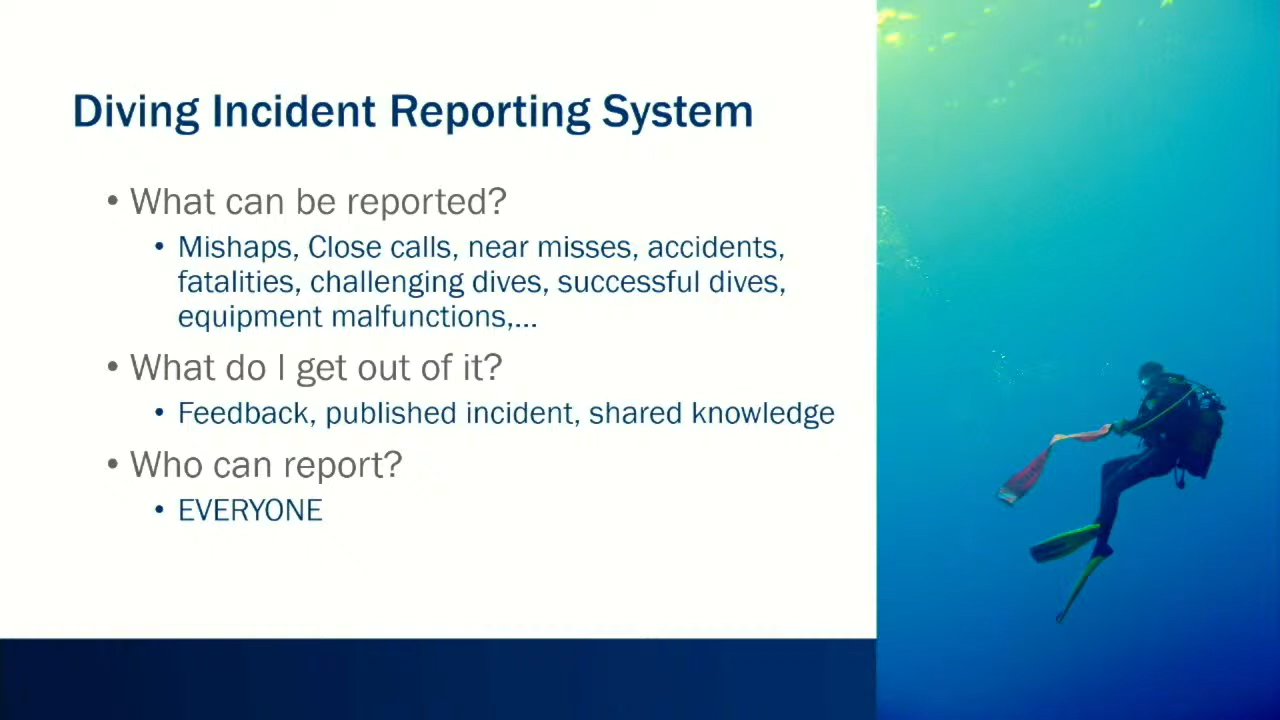 Diving Incident Reporting System
• What can be reported?
• Mishaps, Close calls, near misses, accidents,
fatalities, challenging dives, successful dives,
equipment malfunctions,...
• What do I get out of it?
• Feedback, published incident, shared knowledge
• Who can report?
• EVERYONE